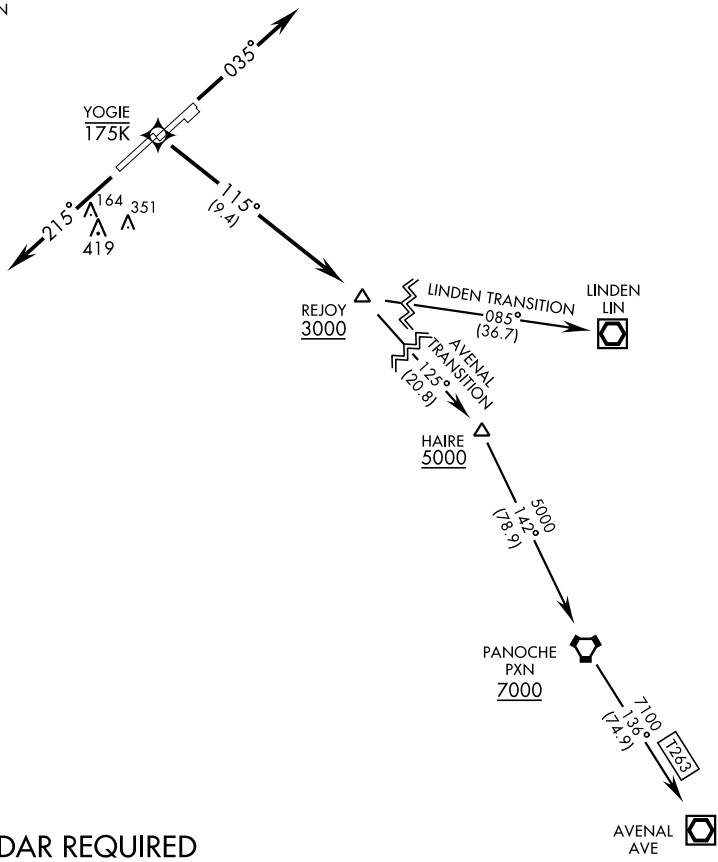 N
035°
YOGIE
175K
115°
(9.4)
215°
164
351
419
REJOY
3000
LINDEN TRANSITION
085°
(36.7)
LINDEN
LIN
AVENAL
TRANSITION
125°
(20.8)
HAIRE
5000
5000
142°
(78.9)
PANOCHE
PXN
7000
7100
136°
(74.9)
T263
AVENAL
AVE
DAR REQUIRED